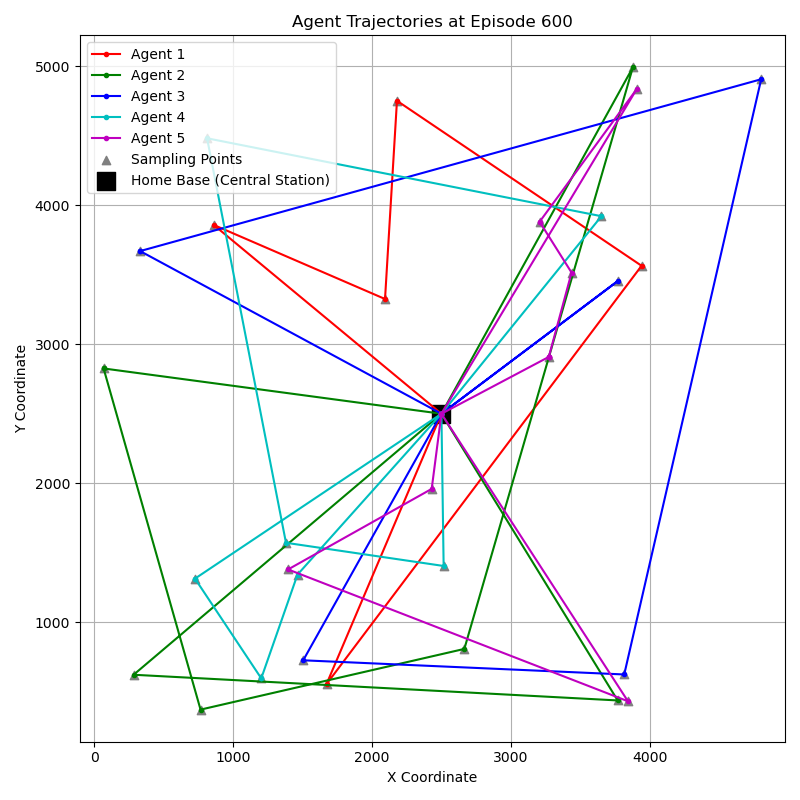 Agent Trajectories at Episode 600
Agent 1
Agent 2
Agent 3
Agent 4
Agent 5
Sampling Points
Home Base (Central Station)
Y Coordinate
5000
4000
3000
2000
1000
0 1000 2000 3000 4000
X Coordinate